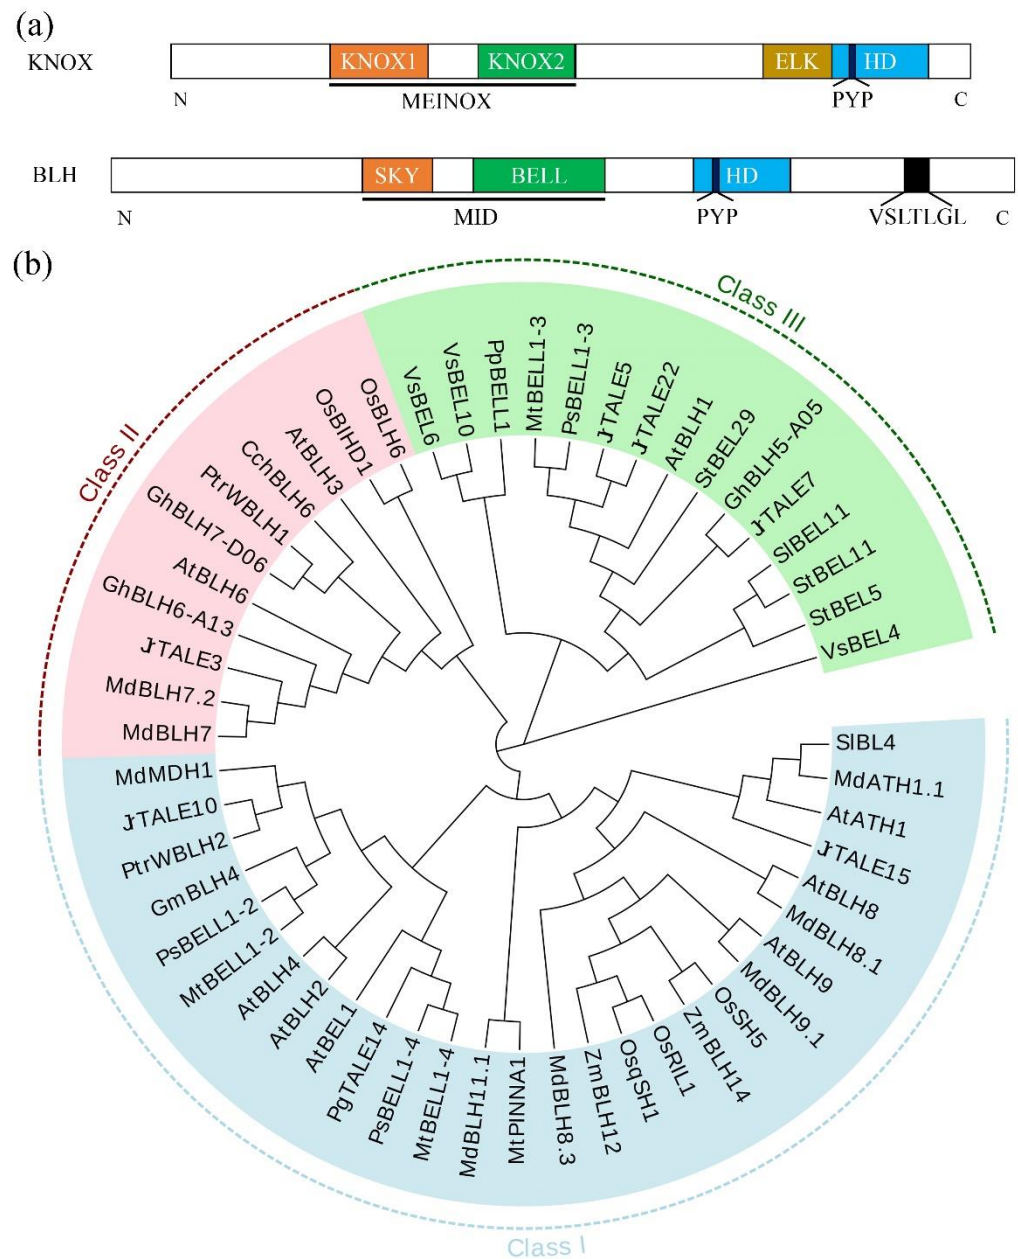 (a)
KNOX
KNOX1
KNOX2
ELK
HD
N
MEINOX
PYP
C
BLH
SKY
BELL
HD
N
MID
PYP
VSLTLGL
C
(b)
Class III
Class II
Class I
VsBEL6
VsBEL10
PpBELL1
MtBELL1-3
PsBELL1-3
JrTALE5
JrTALE22
AtBLH1
StBEL29
GhBLH5-A05
JrTALE7
SlBEL11
StBEL11
StBEL5
VsBEL4
SlBL4
MdATH1.1
AtATH1
JrTALE15
AtBLH8
MdBLH8.1
AtBLH9
MdBLH9.1
OsSH5
ZmBLH14
OsRIL1
OsqSH1
ZmBLH12
MdBLH8.3
MtPINNA1
MdBLH11.1
MtBELL1-4
PsBELL1-4
PgTALE14
AtBEL1
AtBLH2
AtBLH4
MtBELL1-2
PsBELL1-2
GmBLH4
PtrWBLH2
JrTALE10
MdMDH1
MdBLH7
MdBLH7.2
JrTALE3
GhBLH6-A13
AtBLH6
GhBLH7-D06
PtrWBLH1
CchBLH6
AtBLH3
OsBIHD1
OsBLH6